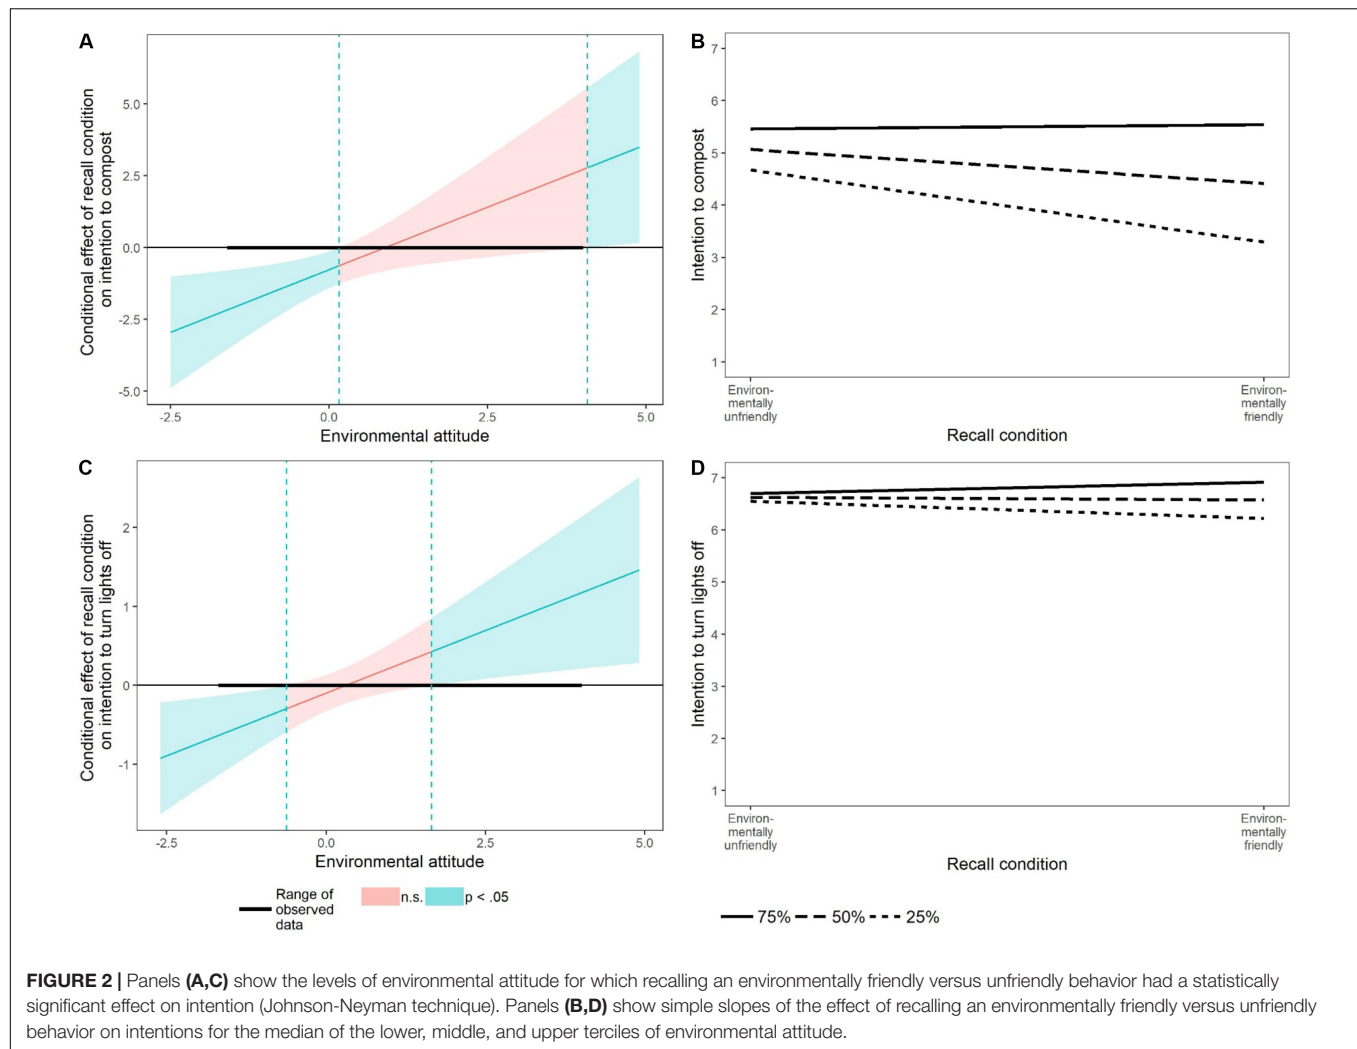 A
Conditional effect of recall condition
on intention to compost
5.0
2.5
0.0
-2.5
-5.0
-2.5 0.0 2.5 5.0
Environmental attitude
B
Intention to compost
7
6
5
4
3
2
1
Environ-
mentally
unfriendly
Environ-
mentally
friendly
Recall condition
C
Conditional effect of recall condition
on intention to turn lights off
2
1
0
-1
-2.5 0.0 2.5 5.0
Environmental attitude
D
Intention to turn lights off
7
6
5
4
3
2
1
Environ-
mentally
unfriendly
Environ-
mentally
friendly
Recall condition
Range of
observed
data
n.s. p < .05
75% 50% 25%
FIGURE 2 | Panels (A,C) show the levels of environmental attitude for which recalling an environmentally friendly versus unfriendly behavior had a statistically
significant effect on intention (Johnson-Neyman technique). Panels (B,D) show simple slopes of the effect of recalling an environmentally friendly versus unfriendly
behavior on intentions for the median of the lower, middle, and upper terciles of environmental attitude.